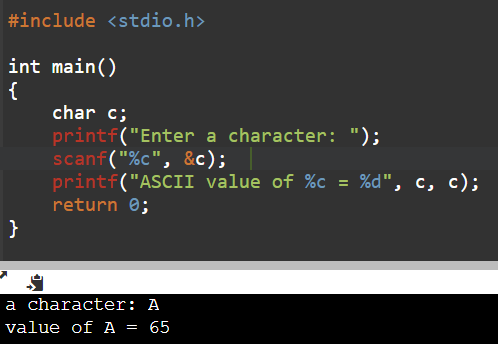 #include <stdio.h>
int main()
{
char c;
printf("Enter a character: ");
scanf("%c", &c);
printf("ASCII value of %c = %d", c, c);
return 0;
}
a character: A
value of A = 65